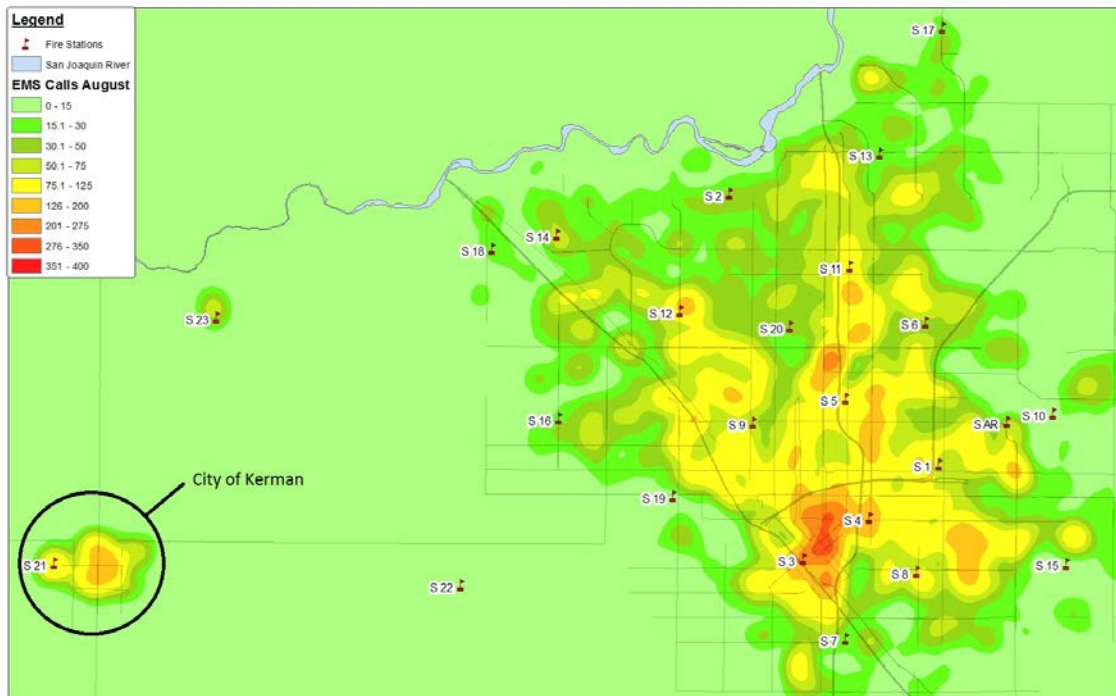 Legend
Fire Stations
San Joaquin River
EMS Calls August
0 - 15
15.1 - 30
30.1 - 50
50.1 - 75
75.1 - 125
126 - 200
201 - 275
276 - 350
351 - 400
S 17
S 13
S 2
S 14
S 18
S 11
S 23
S 12
S 20
S 6
S 5
S 16
S 9
S AR
S 10
S 1
City of Kerman
S 19
S 4
S 21
S 3
S 8
S 15
S 22
S 7